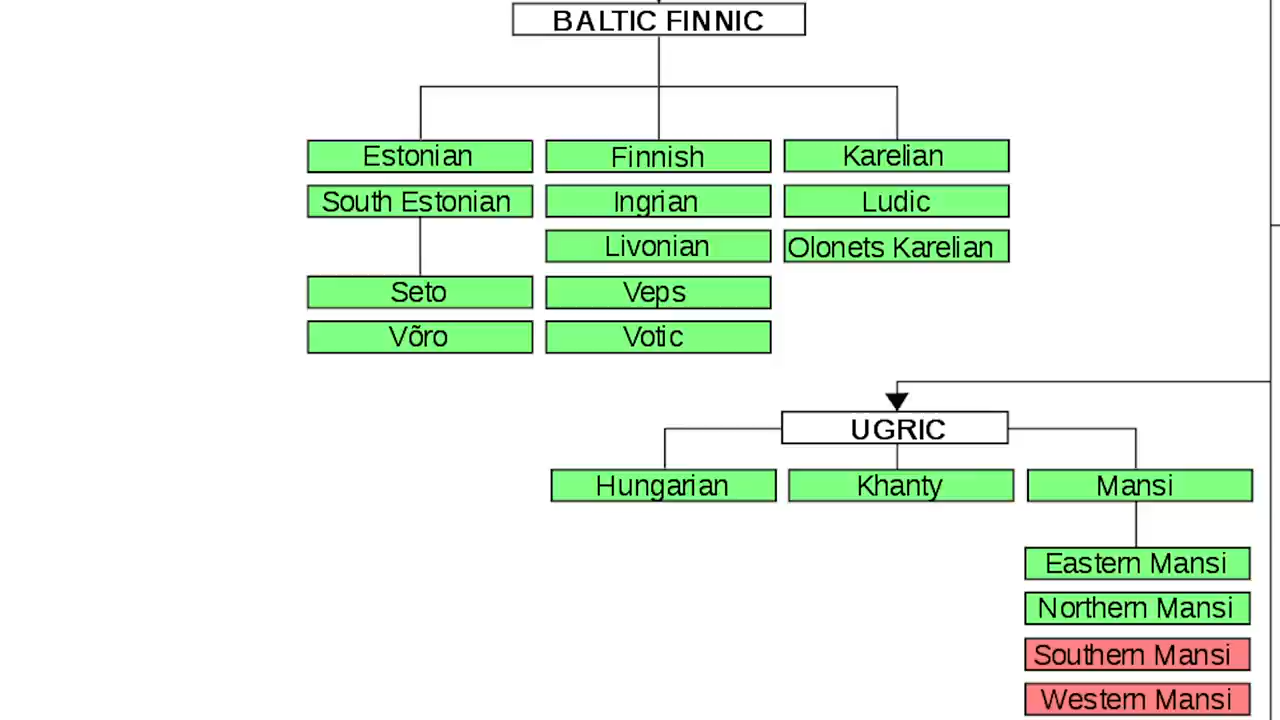 BALTIC FINNIC
Estonian
Finnish
Karelian
South Estonian
Ingrian
Ludic
Livonian
Olonets Karelian
Seto
Veps
Võro
Votic
UGRIC
Hungarian
Khanty
Mansi
Eastern Mansi
Northern Mansi
Southern Mansi
Western Mansi